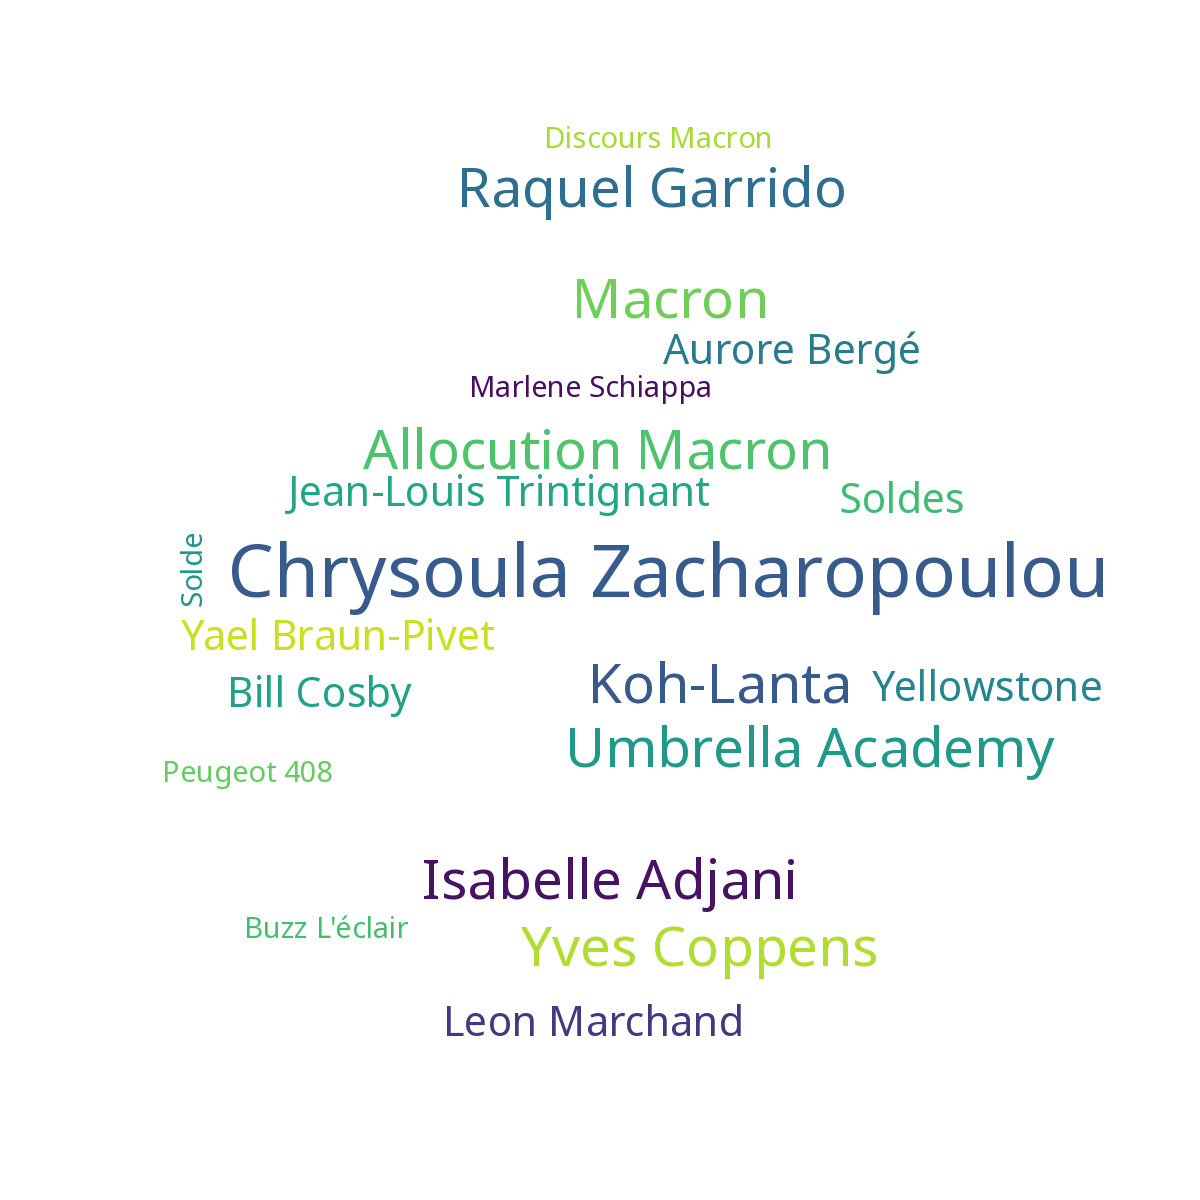 Discours Macron
Raquel Garrido
Macron
Aurore Bergé
Marlene Schiappa
Allocution Macron
Jean-Louis Trintignant
Soldes
Solde
Chrysoula Zacharopoulou
Yael Braun-Pivet
Bill Cosby
Koh-Lanta
Yellowstone
Umbrella Academy
Peugeot 408
Isabelle Adjani
Buzz L'éclair
Yves Coppens
Leon Marchand